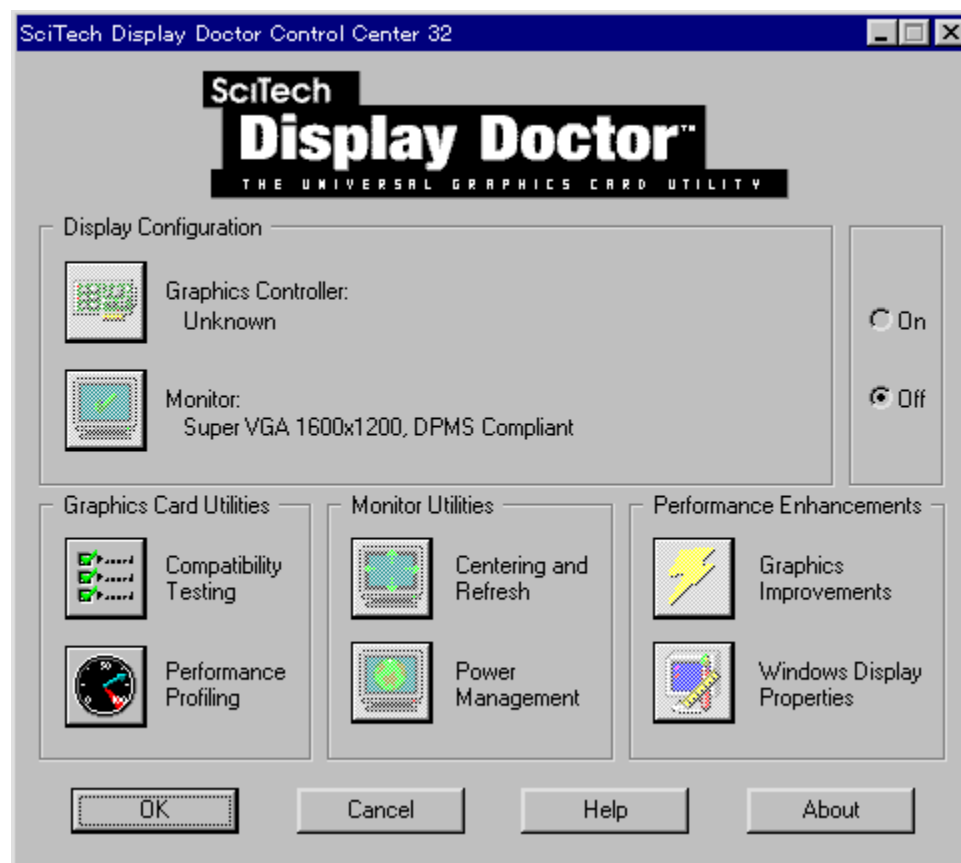 SciTech Display Doctor Control Center 32
SciTech
Display Doctor™
THE UNIVERSAL GRAPHICS CARD UTILITY
Display Configuration
Graphics Controller:
Unknown
On
Monitor:
Super VGA 1600x1200, DPMS Compliant
Off
Graphics Card Utilities
Compatibility
Testing
Performance
Profiling
Monitor Utilities
Centering and
Refresh
Power
Management
Performance Enhancements
Graphics
Improvements
Windows Display
Properties
OK
Cancel
Help
About